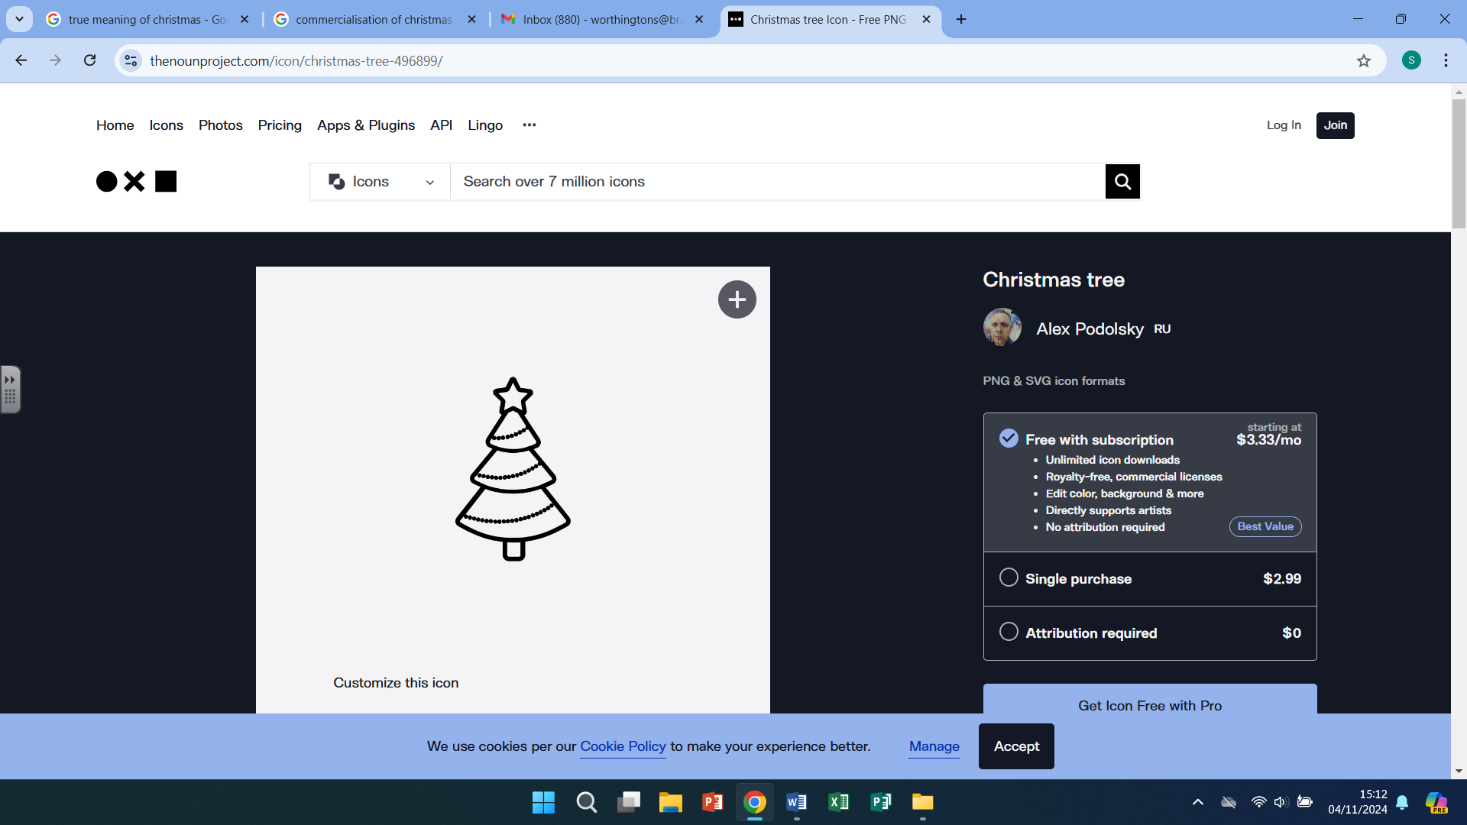 true meaning of christmas - Go
commercialisation of christmas
Inbox (880) - worthingtons@br
Christmas tree Icon - Free PNG
thenounproject.com/icon/christmas-tree-496899/
S
Home Icons Photos Pricing Apps & Plugins API Lingo ...
Log In Join
Icons Search over 7 million icons
Christmas tree
Alex Podolsky RU
PNG & SVG icon formats
starting at
Free with subscription $3.33/mo
• Unlimited icon downloads
• Royalty-free, commercial licenses
• Edit color, background & more
• Directly supports artists
• No attribution required Best Value
Single purchase $2.99
Attribution required $0
Customize this icon
Get Icon Free with Pro
We use cookies per our Cookie Policy to make your experience better. Manage Accept
15:12
04/11/2024
PRE